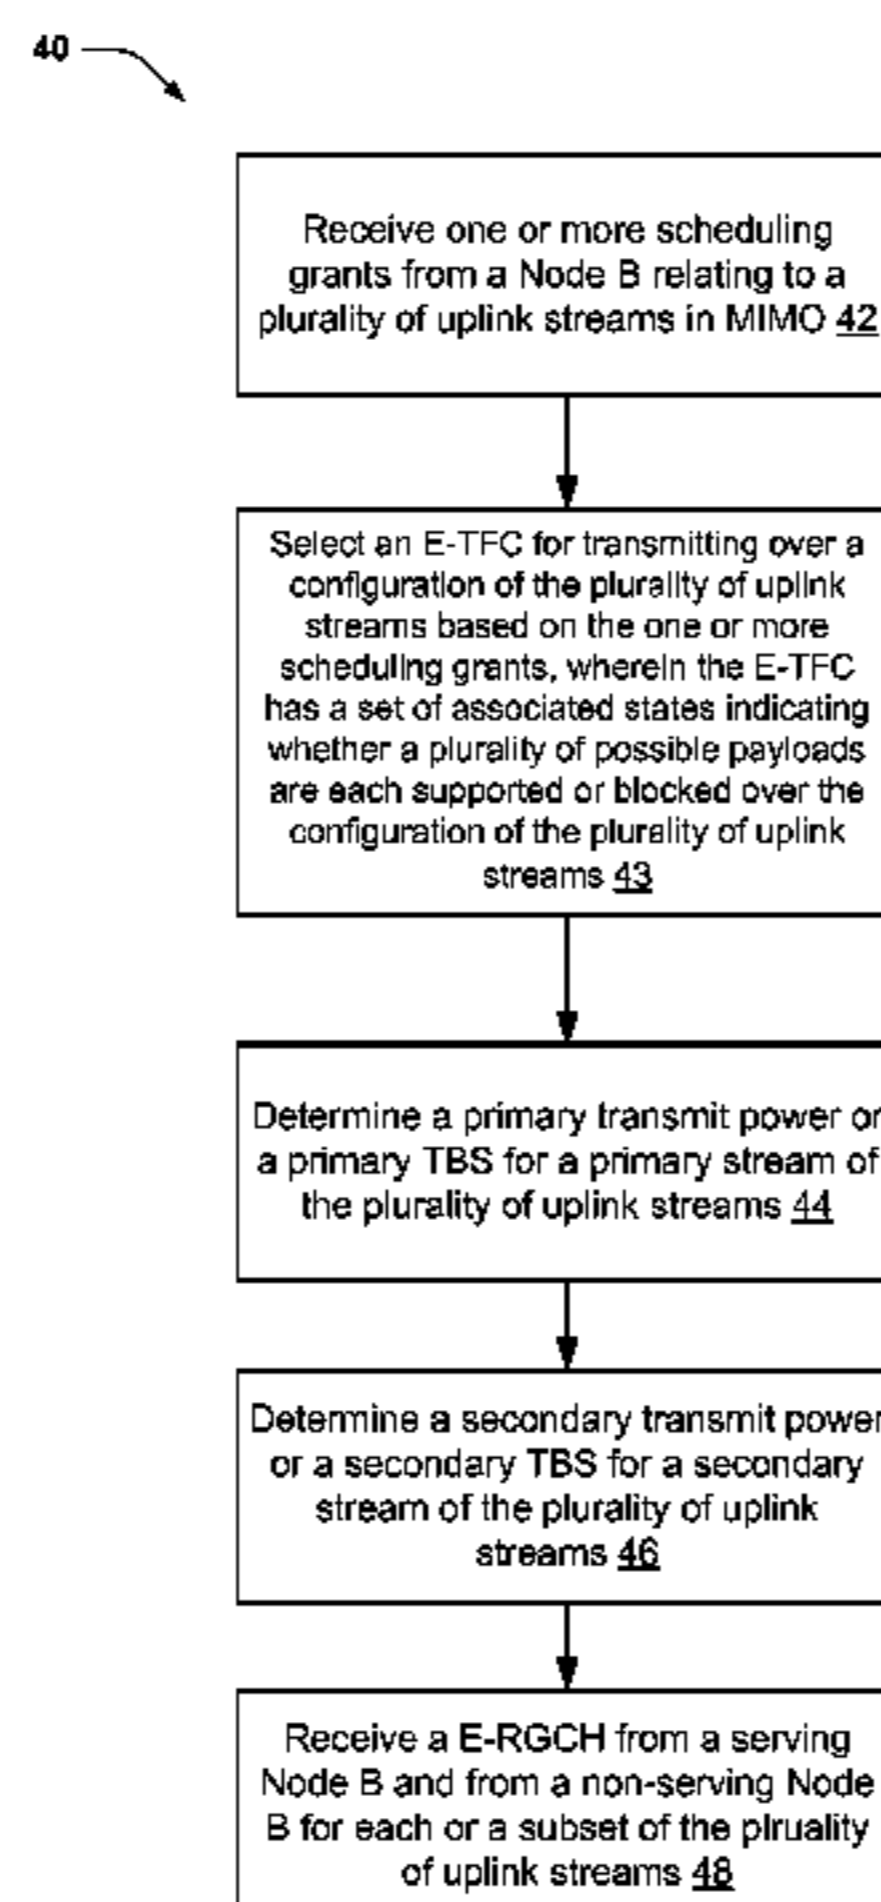 40
Receive one or more scheduling
grants from a Node B relating to a
plurality of uplink streams in MIMO 42
Select an E-TFC for transmitting over a
configuration of the plurality of uplink
streams based on the one or more
scheduling grants, wherein the E-TFC
has a set of associated states indicating
whether a plurality of possible payloads
are each supported or blocked over the
configuration of the plurality of uplink
streams 43
Determine a primary transmit power or
a primary TBS for a primary stream of
the plurality of uplink streams 44
Determine a secondary transmit power
or a secondary TBS for a secondary
stream of the plurality of uplink
streams 46
Receive a E-RGCH from a serving
Node B and from a non-serving Node
B for each or a subset of the plruality
of uplink streams 48